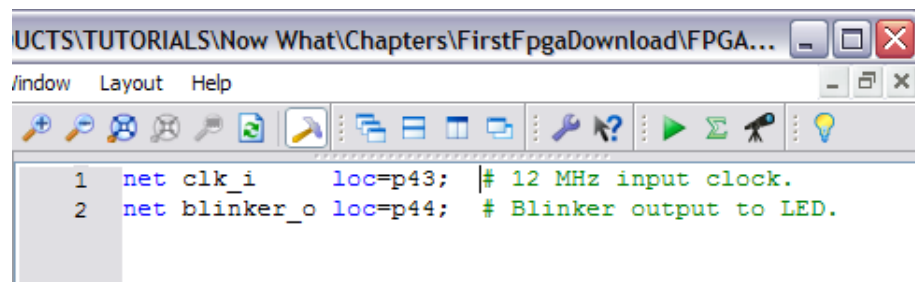 UCTS\TUTORIALS\Now What\Chapters\FirstFpgaDownload\FPGA...
Layout Help
1 net clk_i loc=p43; # 12 MHz input clock.
2 net blinker_o loc=p44; # Blinker output to LED.